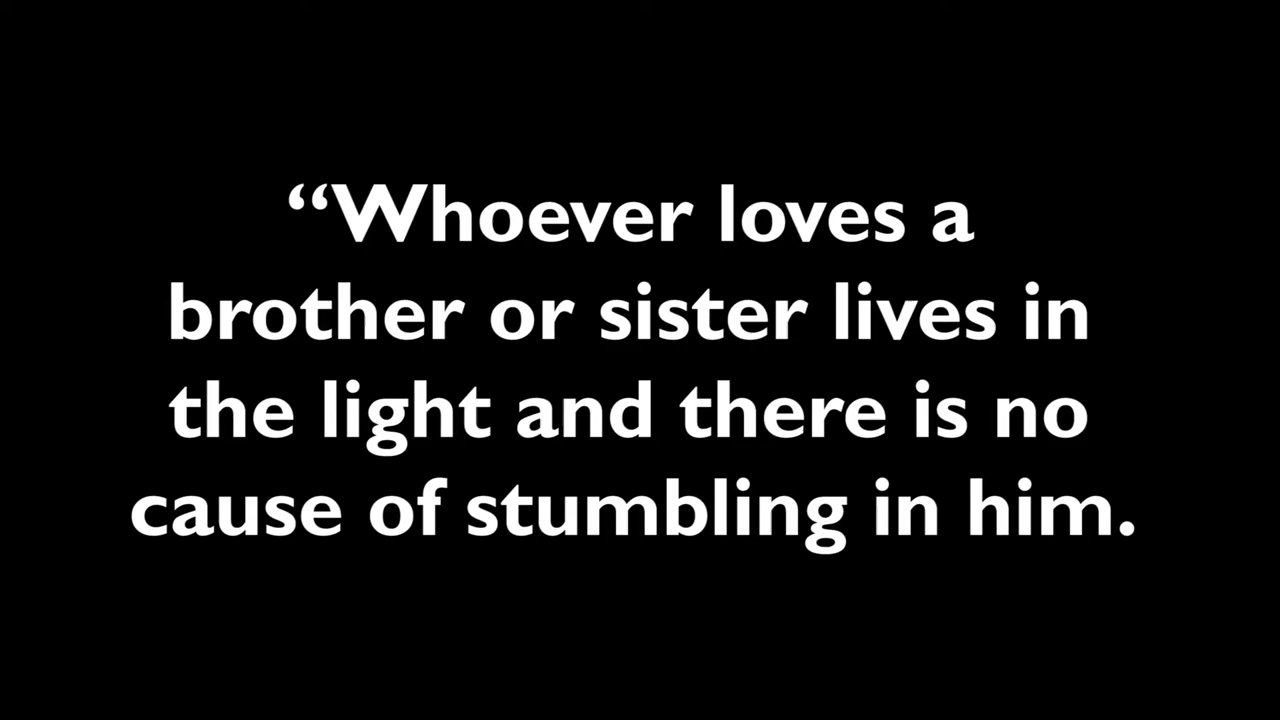 “Whoever loves a
brother or sister lives in
the light and there is no
cause of stumbling in him.